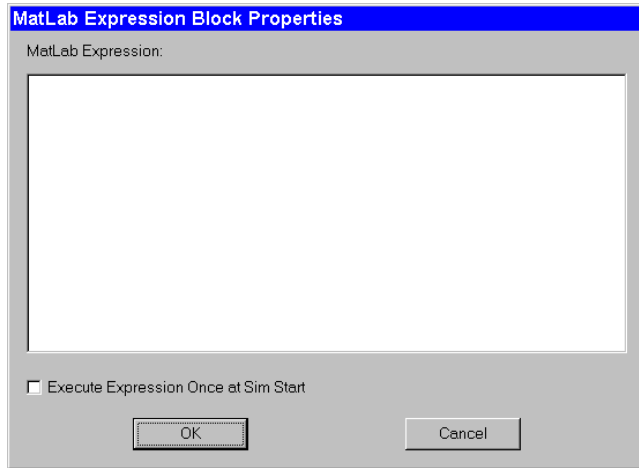 MatLab Expression Block Properties
MatLab Expression:
Execute Expression Once at Sim Start
OK
Cancel